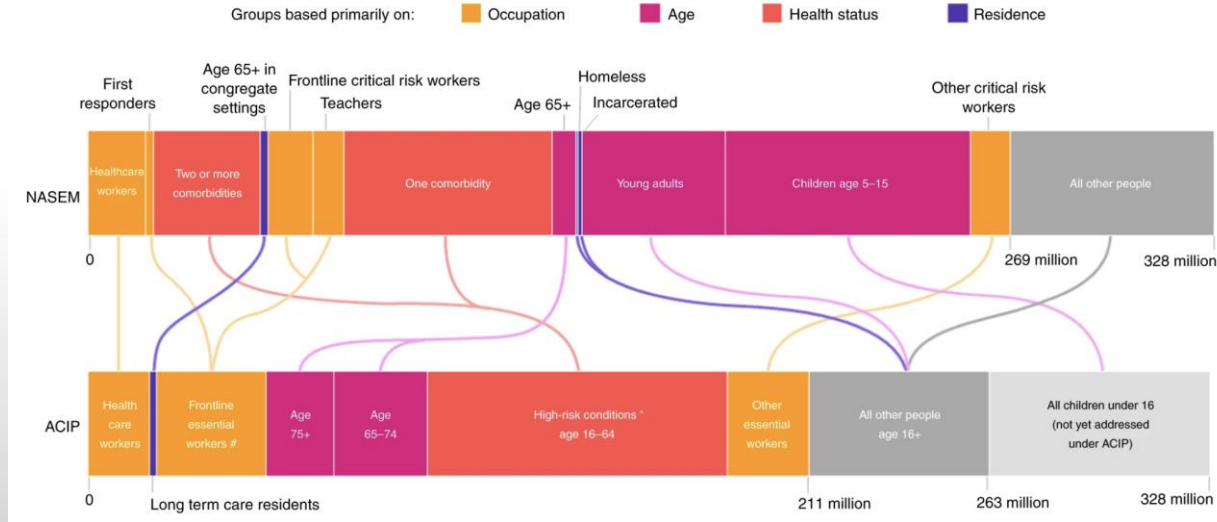 Groups based primarily on:
Occupation
Age
Health status
Residence
First
responders
Age 65+ in
congregate
settings
Frontline critical risk workers
Teachers
Age 65+
Homeless
Incarcerated
Other critical risk
workers
NASEM
Healthcare
workers
Two or more
comorbidities
One comorbidity
Young adults
Children age 5–15
All other people
0
269 million
328 million
ACIP
Health
care
workers
Frontline
essential
workers #
Age
75+
Age
65–74
High-risk conditions ^
age 16–64
Other
essential
workers
All other people
age 16+
All children under 16
(not yet addressed
under ACIP)
0
Long term care residents
211 million
263 million
328 million